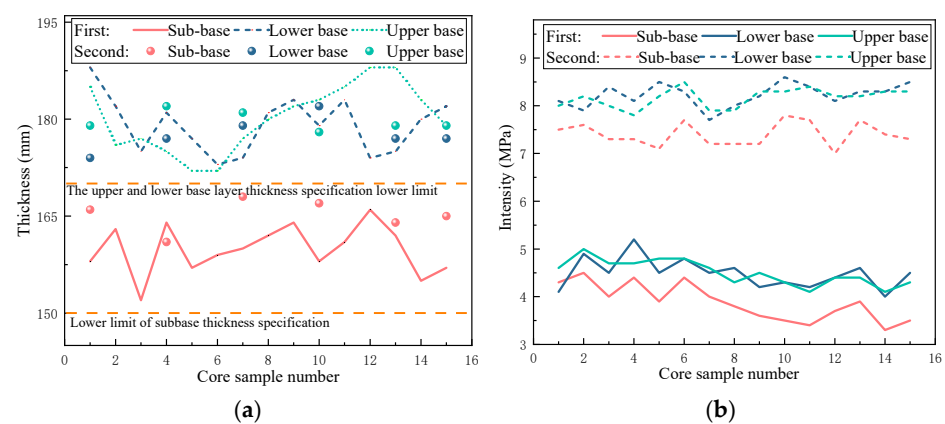 First: Sub-base Lower base Upper base
Second: Sub-base Lower base Upper base
195
180
165
150
Thickness (mm)
The upper and lower base layer thickness specification lower limit
Lower limit of subbase thickness specification
0 2 4 6 8 10 12 14 16
Core sample number
(a)
First: Sub-base Lower base Upper base
Second: Sub-base Lower base Upper base
9
8
7
6
5
4
3
Intensity (MPa)
0 2 4 6 8 10 12 14 16
Core sample number
(b)